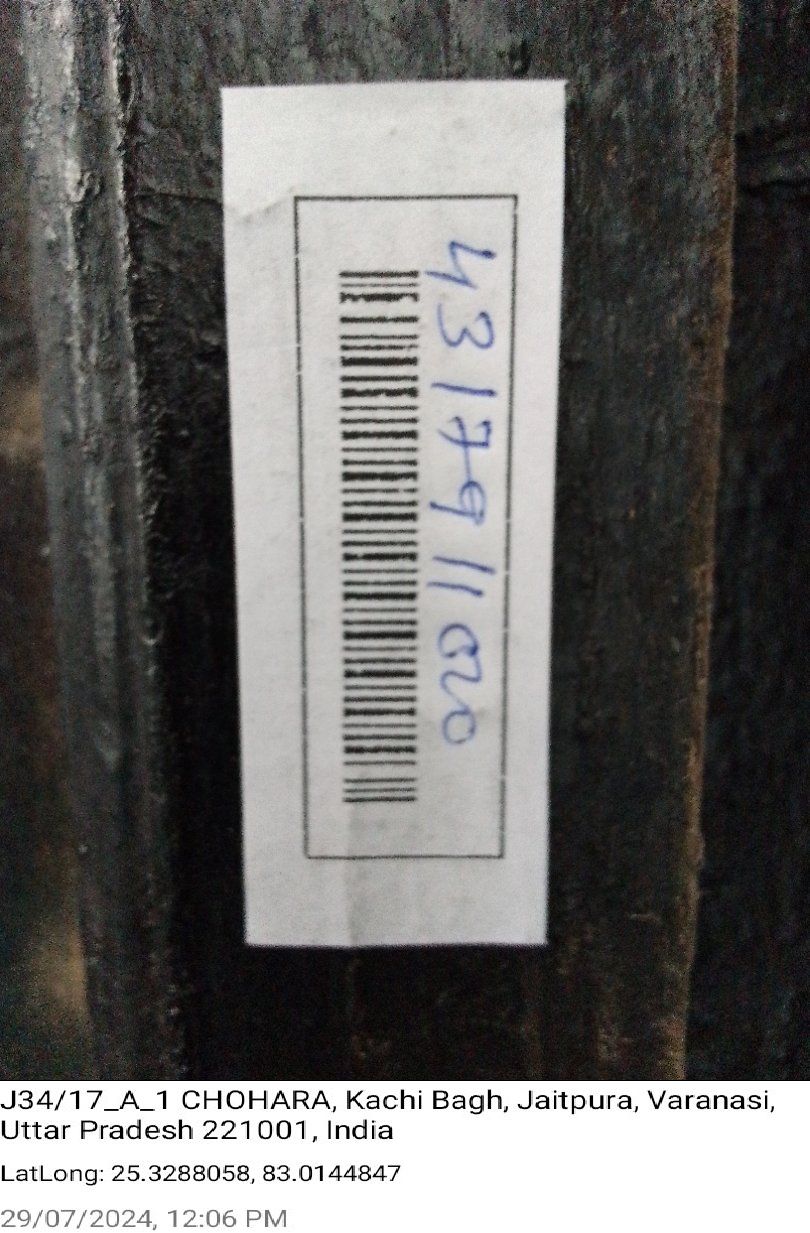 4317911020
J34/17_A_1 CHOHARA, Kachi Bagh, Jaitpura, Varanasi,
Uttar Pradesh 221001, India
LatLong: 25.3288058, 83.0144847
29/07/2024, 12:06 PM